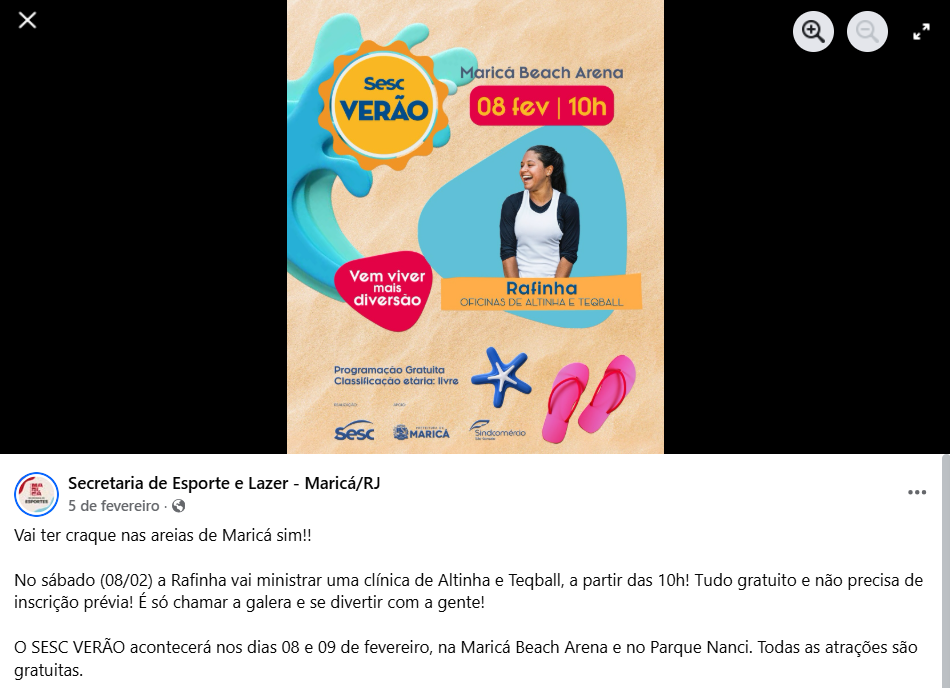 Sesc
VERÃO
Maricá Beach Arena
08 fev | 10h
Vem viver
mais
diversão
Rafinha
OFICINAS DE ALTINHA E TEQBALL
Programação Gratuita
Classificação etária: livre
REALIZAÇÃO
APOIO
Sesc
PREFEITURA DE
MARICÁ
Sindcomércio
Secretaria de Esporte e Lazer - Maricá/RJ
5 de fevereiro ·
Vai ter craque nas areias de Maricá sim!!
No sábado (08/02) a Rafinha vai ministrar uma clínica de Altinha e Teqball, a partir das 10h! Tudo gratuito e não precisa de
inscrição prévia! É só chamar a galera e se divertir com a gente!
O SESC VERÃO acontecerá nos dias 08 e 09 de fevereiro, na Maricá Beach Arena e no Parque Nanci. Todas as atrações são
gratuitas.